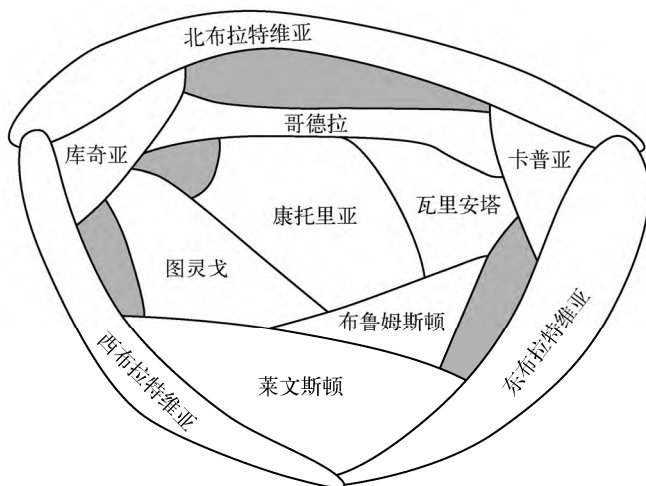 北布拉特维亚
哥德拉
库奇亚
卡普亚
瓦里安塔
康托里亚
图灵戈
布鲁姆斯顿
西布拉特维亚
莱文斯顿
东布拉特维亚